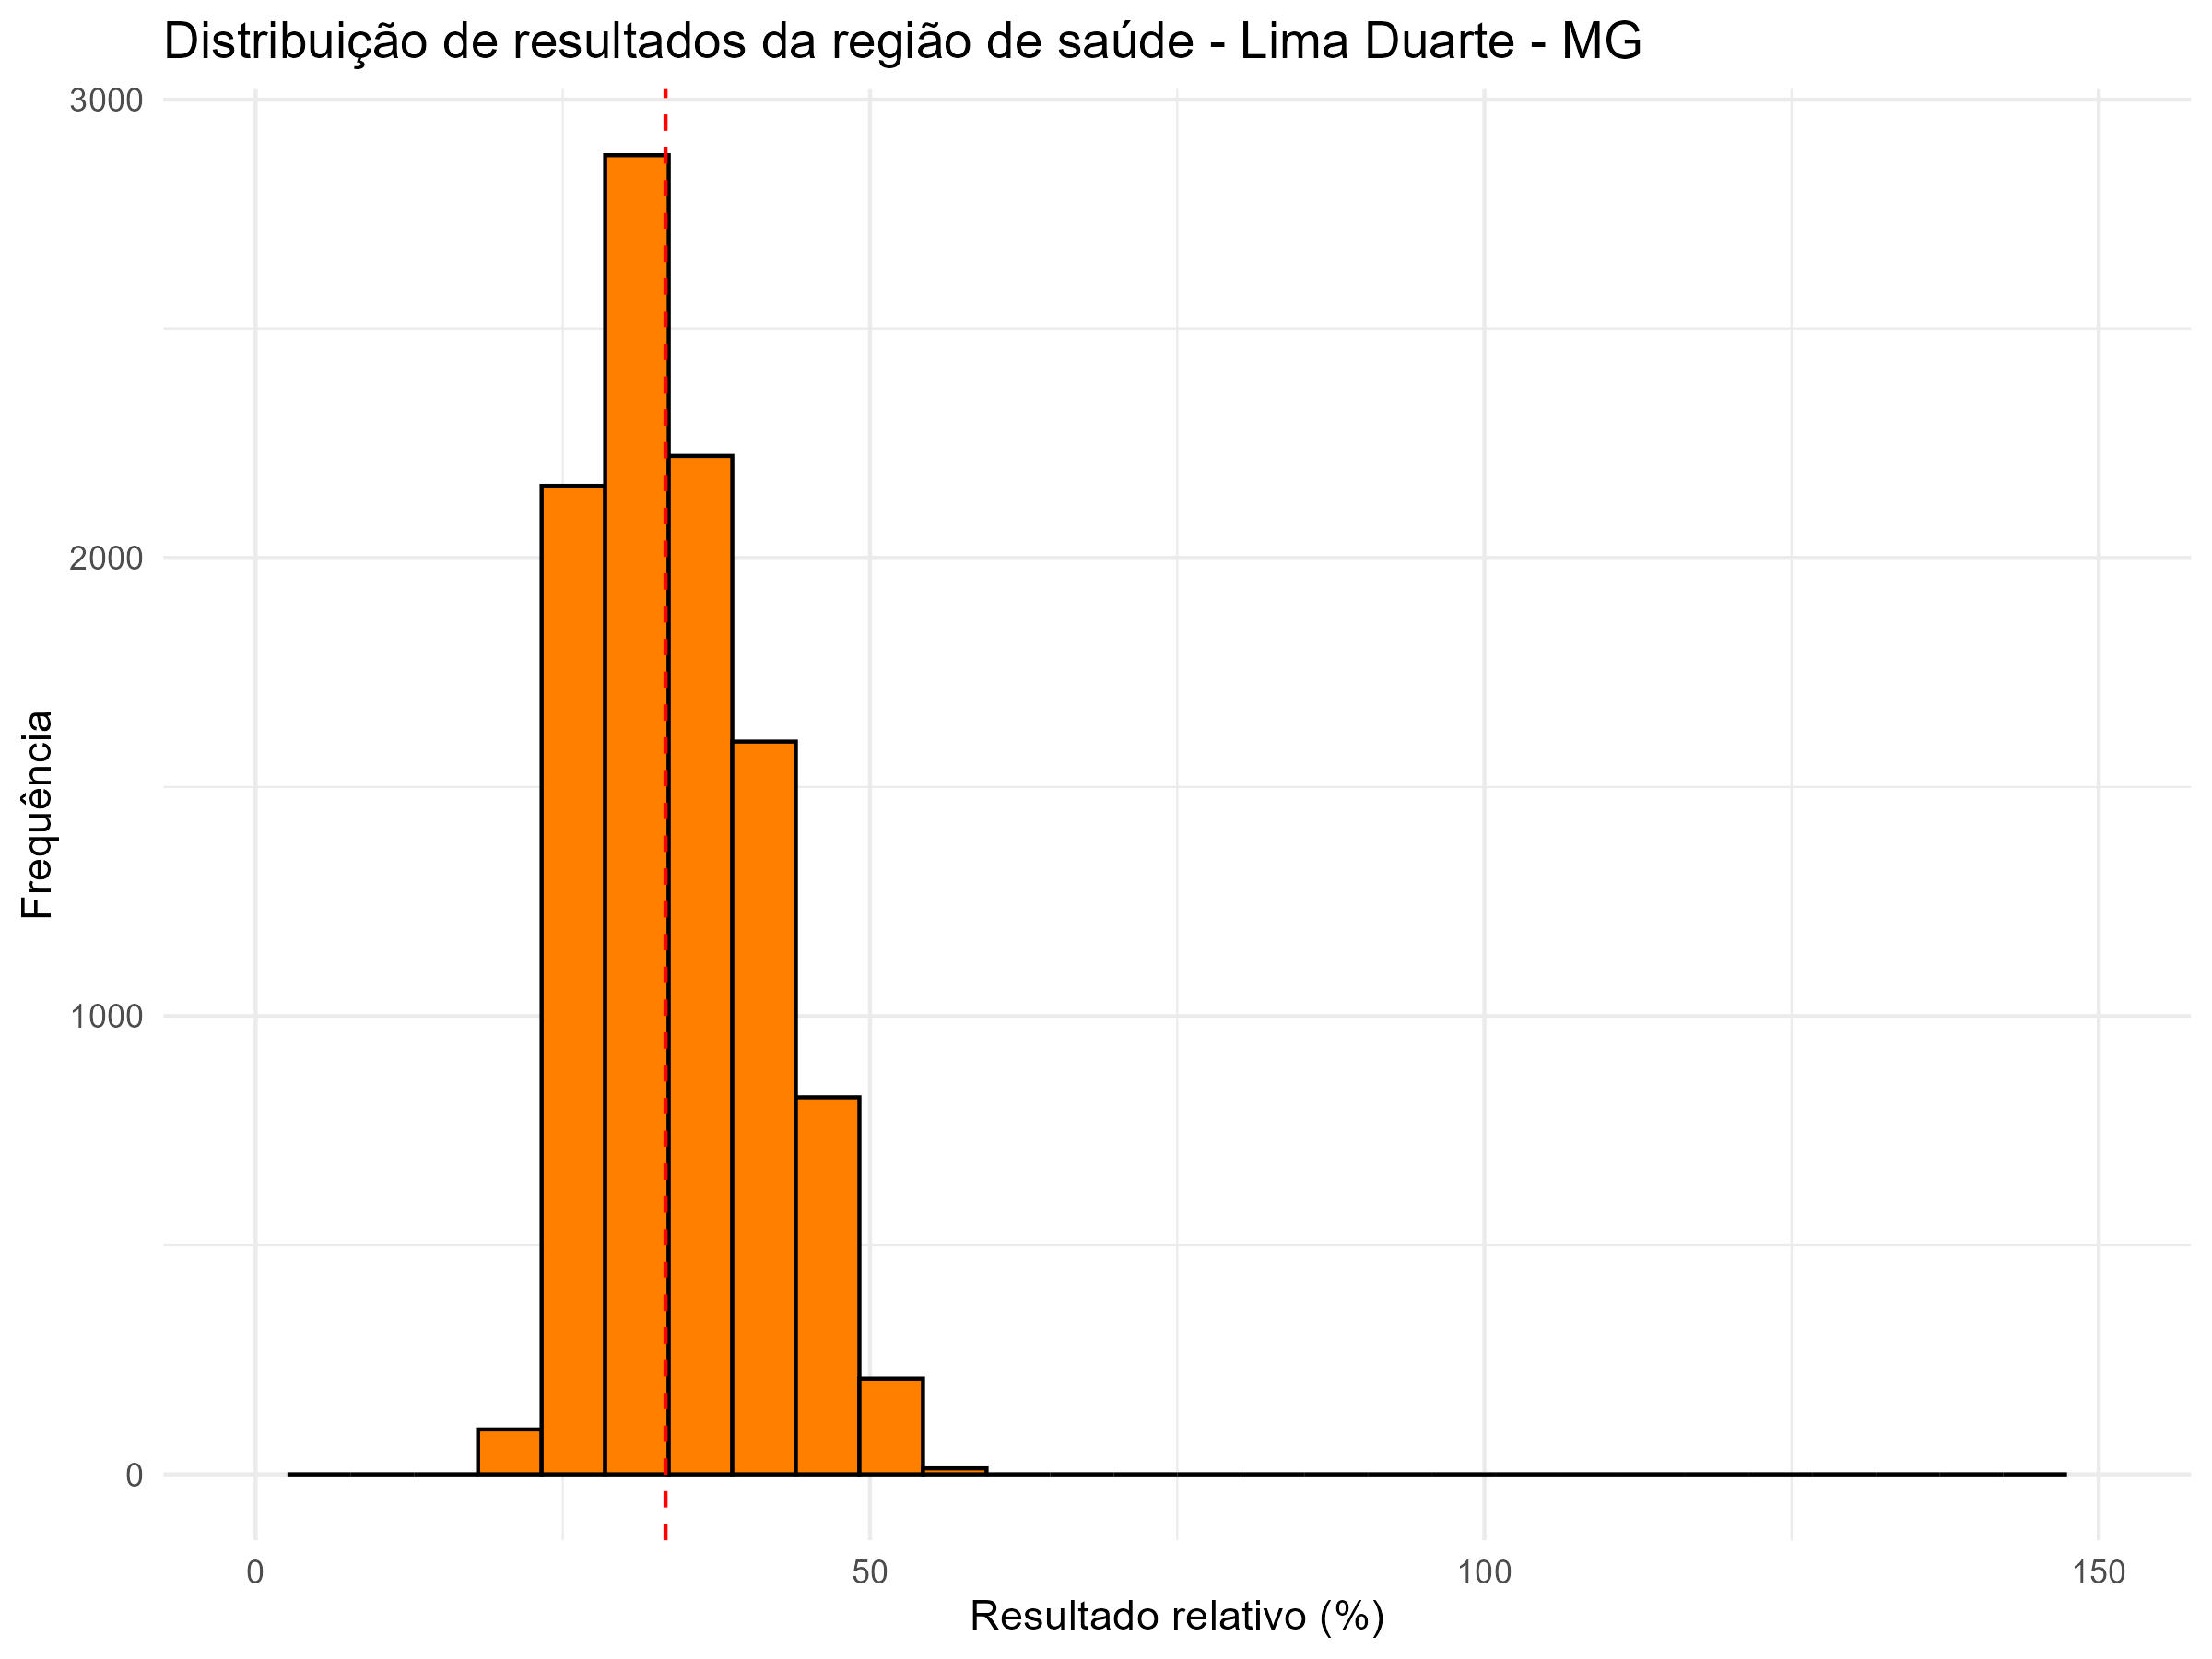 Distribuição de resultados da região de saúde - Lima Duarte - MG
3000
2000
1000
0
Frequência
0 50 100 150
Resultado relativo (%)